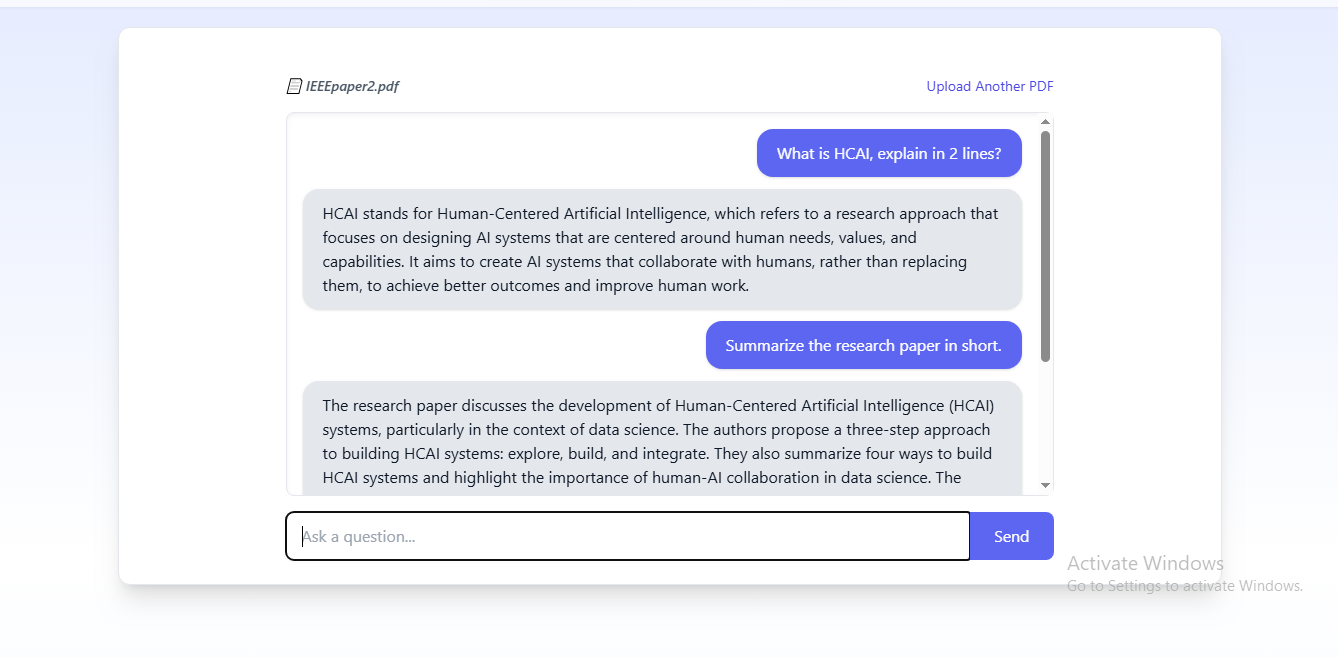 IEEEpaper2.pdf
Upload Another PDF
What is HCAI, explain in 2 lines?
HCAI stands for Human-Centered Artificial Intelligence, which refers to a research approach that
focuses on designing AI systems that are centered around human needs, values, and
capabilities. It aims to create AI systems that collaborate with humans, rather than replacing
them, to achieve better outcomes and improve human work.
Summarize the research paper in short.
The research paper discusses the development of Human-Centered Artificial Intelligence (HCAI)
systems, particularly in the context of data science. The authors propose a three-step approach
to building HCAI systems: explore, build, and integrate. They also summarize four ways to build
HCAI systems and highlight the importance of human-AI collaboration in data science. The
Ask a question...
Send
Activate Windows
Go to Settings to activate Windows.